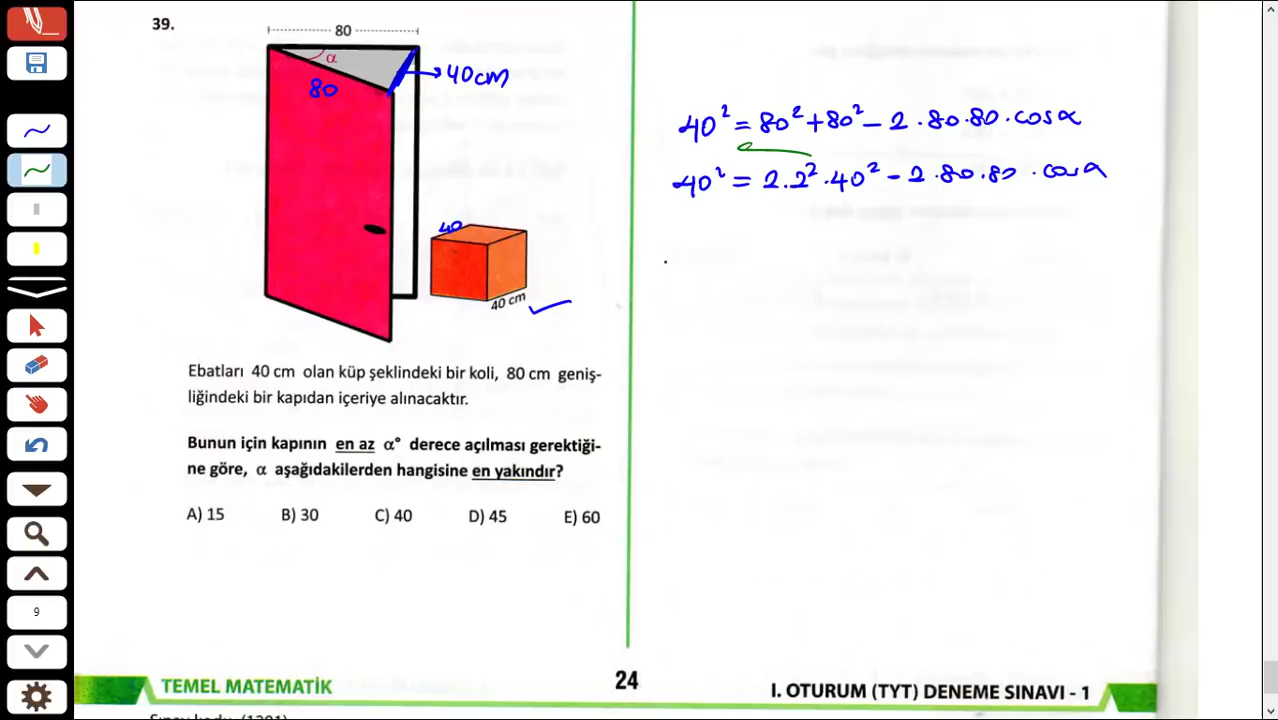 39.
80
α
80
40cm
40² = 80² + 80² - 2.80.80.cosα
40² = 2.2².40² - 2.80.80.cosα
40
40 cm
Ebatları 40 cm olan küp şeklindeki bir koli, 80 cm geniş-
liğindeki bir kapıdan içeriye alınacaktır.
Bunun için kapının en az α° derece açılması gerektiği-
ne göre, α aşağıdakilerden hangisine en yakındır?
A) 15 B) 30 C) 40 D) 45 E) 60
9
TEMEL MATEMATİK
24
I. OTURUM (TYT) DENEME SINAVI - 1